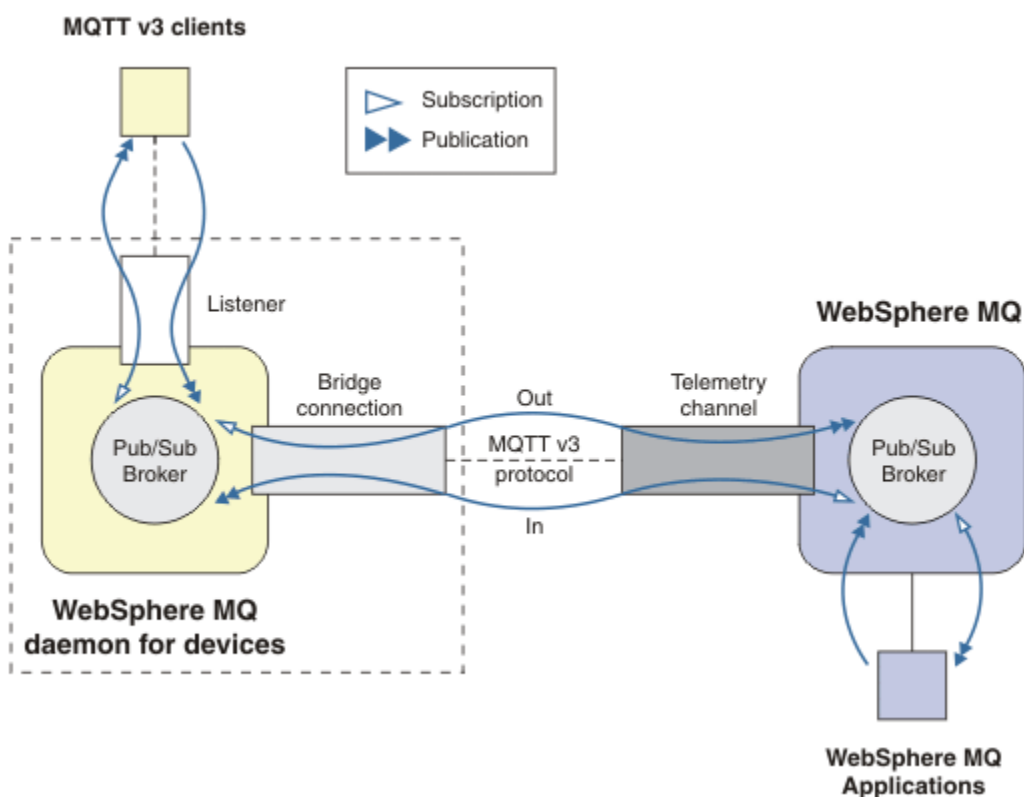 MQTT v3 clients
Subscription
Publication
Listener
WebSphere MQ
Bridge
connection
Out
Telemetry
channel
Pub/Sub
Broker
MQTT v3
protocol
Pub/Sub
Broker
In
WebSphere MQ
daemon for devices
WebSphere MQ
Applications